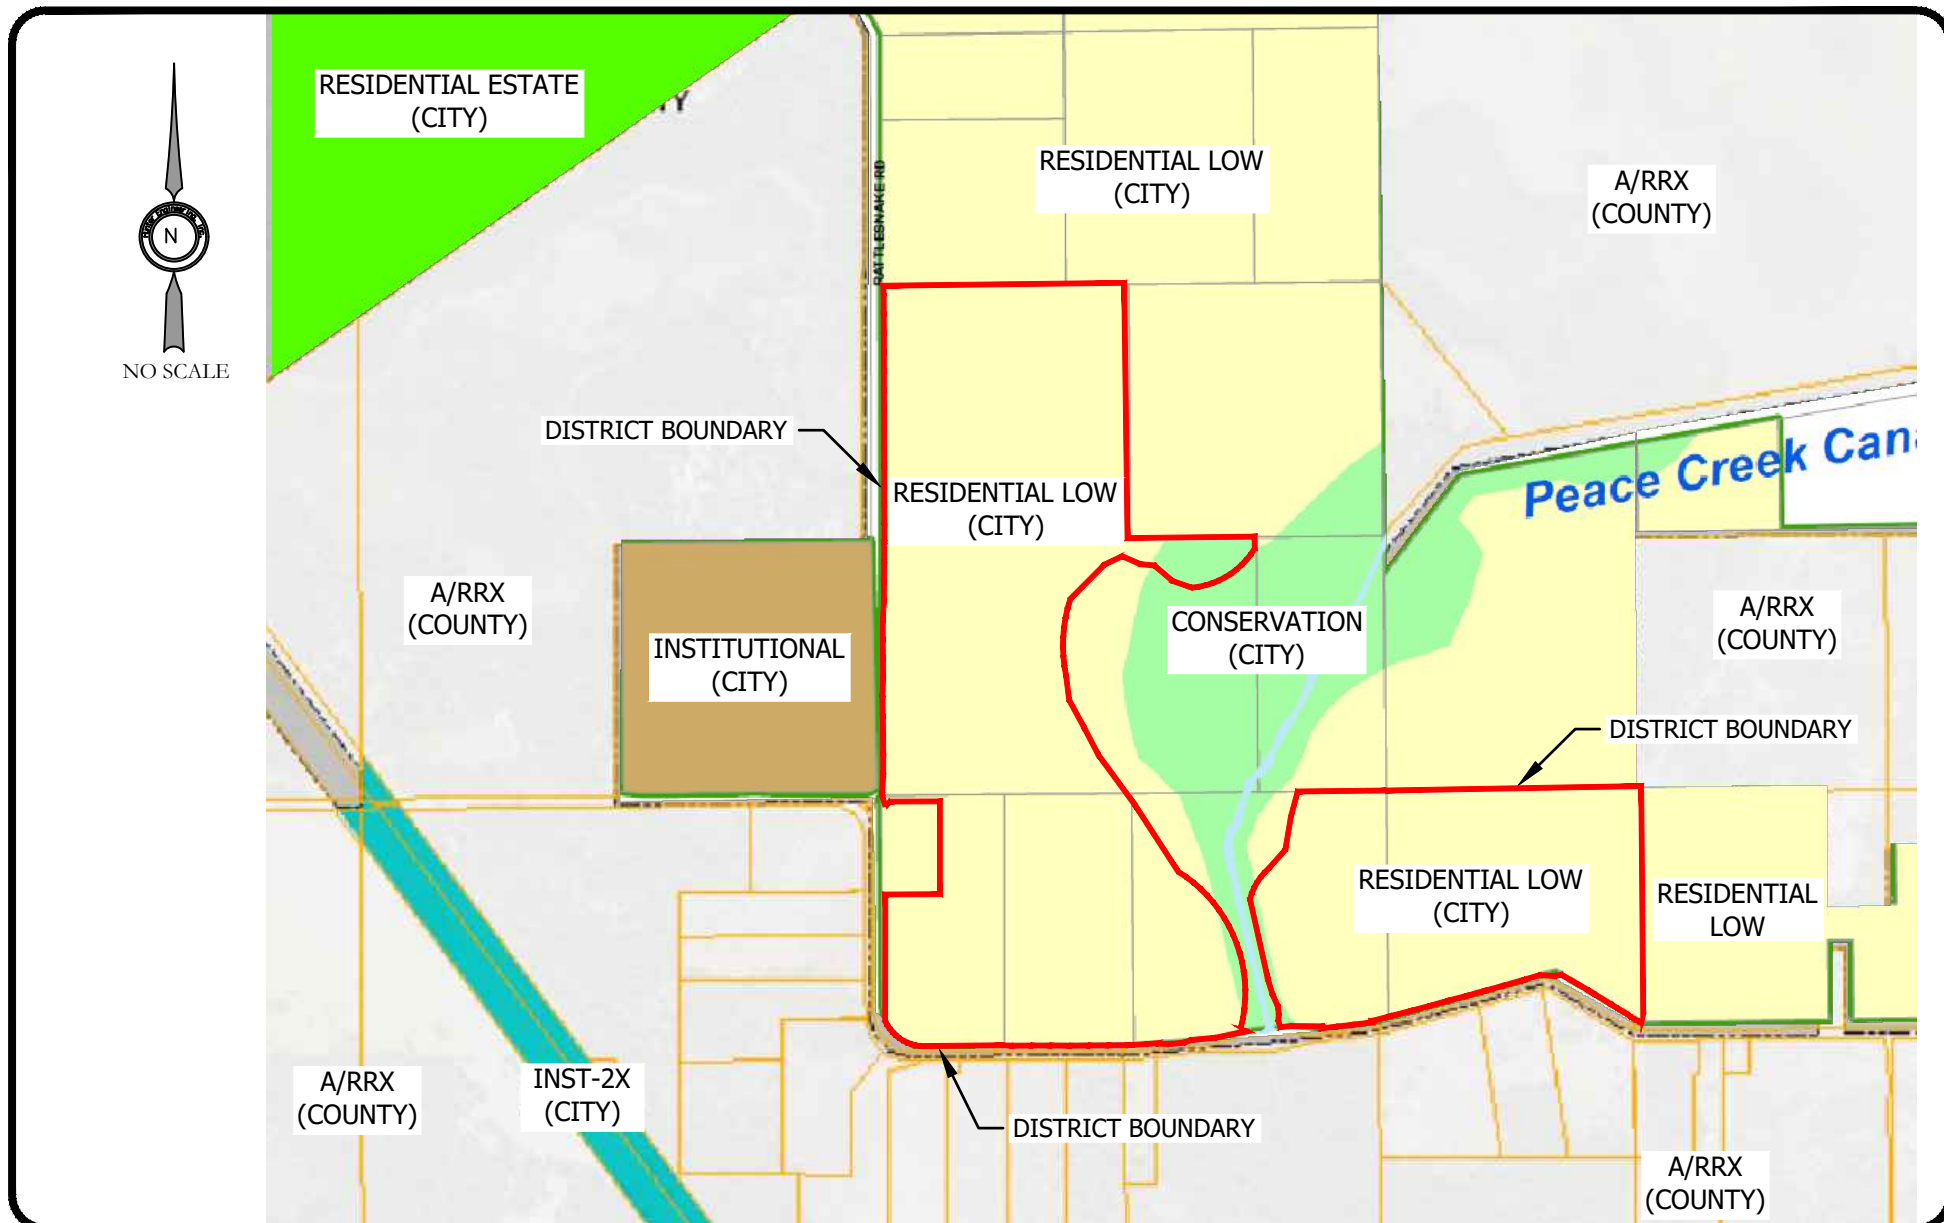 RESIDENTIAL ESTATE
(CITY)
RESIDENTIAL LOW
(CITY)
A/RRX
(COUNTY)
RATTLESNAKE RD
N
NO SCALE
DISTRICT BOUNDARY
Peace Creek Cana
RESIDENTIAL LOW
(CITY)
A/RRX
(COUNTY)
INSTITUTIONAL
(CITY)
CONSERVATION
(CITY)
A/RRX
(COUNTY)
DISTRICT BOUNDARY
RESIDENTIAL LOW
(CITY)
RESIDENTIAL
LOW
A/RRX
(COUNTY)
INST-2X
(CITY)
DISTRICT BOUNDARY
A/RRX
(COUNTY)